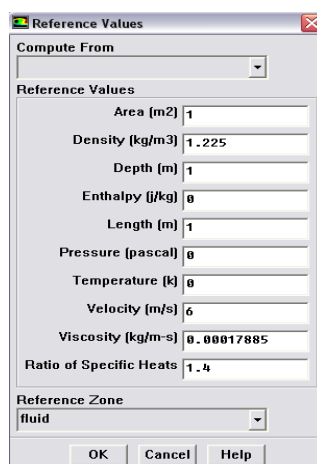 Reference Values
Compute From
Reference Values
Area (m2) 1
Density (kg/m3) 1.225
Depth (m) 1
Enthalpy (j/kg) 0
Length (m) 1
Pressure (pascal) 0
Temperature (k) 0
Velocity (m/s) 6
Viscosity (kg/m-s) 0.00017885
Ratio of Specific Heats 1.4
Reference Zone
fluid
OK Cancel Help